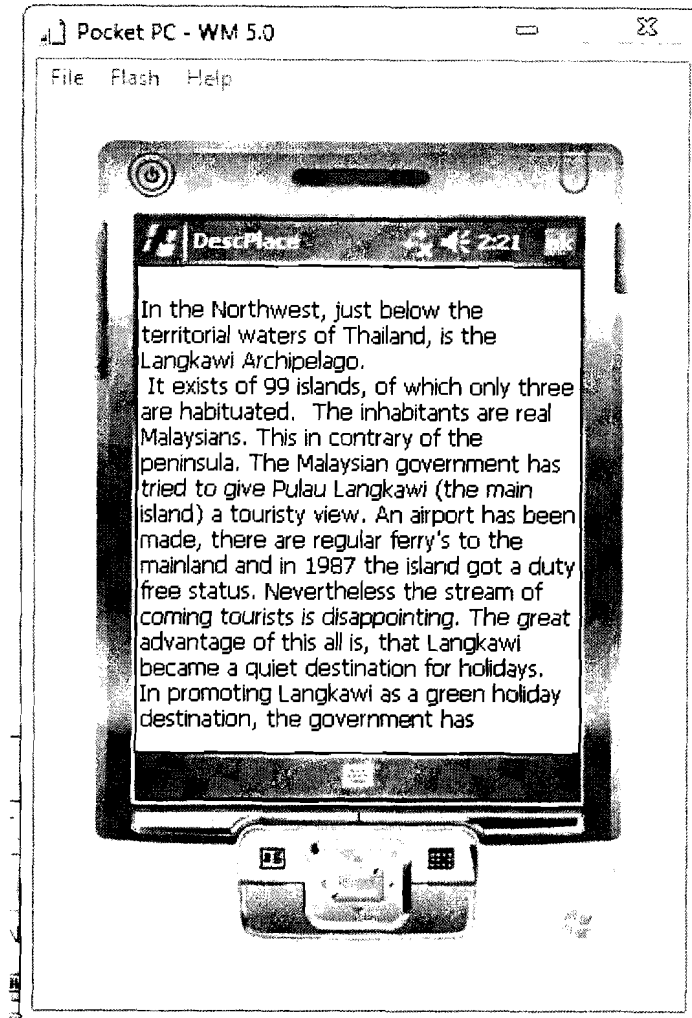 Pocket PC - WM 5.0
File Flash Help
DescPlace 2:21 ok
In the Northwest, just below the
territorial waters of Thailand, is the
Langkawi Archipelago.
It exists of 99 islands, of which only three
are habituated. The inhabitants are real
Malaysians. This in contrary of the
peninsula. The Malaysian government has
tried to give Pulau Langkawi (the main
island) a touristy view. An airport has been
made, there are regular ferry's to the
mainland and in 1987 the island got a duty
free status. Nevertheless the stream of
coming tourists is disappointing. The great
advantage of this all is, that Langkawi
became a quiet destination for holidays.
In promoting Langkawi as a green holiday
destination, the government has